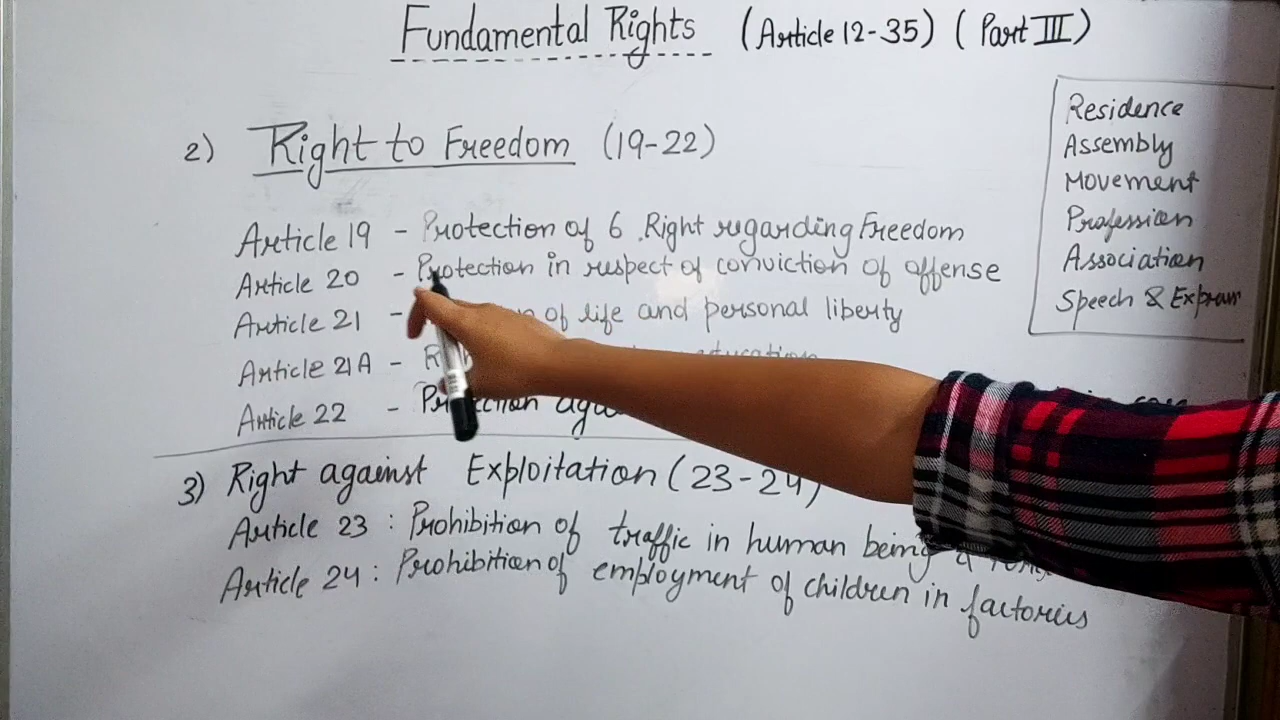 Fundamental Rights (Article 12-35) (Part III)
2) Right to Freedom (19-22)
Article 19 - Protection of 6 Right regarding Freedom
Article 20 - Protection in respect of conviction of offense
Article 21 - of life and personal liberty
Article 21A - education
Article 22 - Protection
3) Right against Exploitation (23-24)
Article 23 : Prohibition of traffic in human being
Article 24 : Prohibition of employment of children in factories
Residence
Assembly
Movement
Profession
Association
Speech &